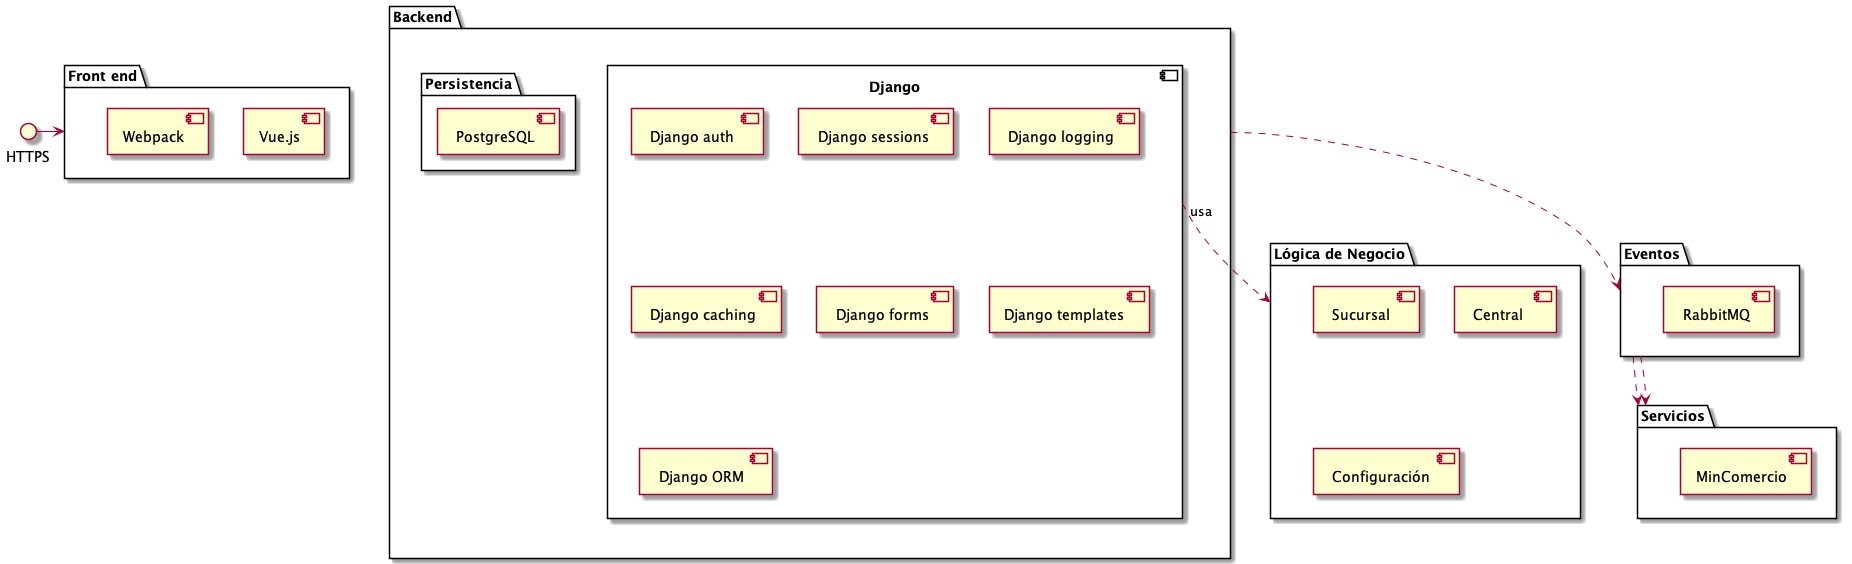 HTTPS
Front end
Webpack
Vue.js
Backend
Persistencia
PostgreSQL
Django
Django auth
Django sessions
Django logging
Django caching
Django forms
Django templates
Django ORM
usa
Lógica de Negocio
Sucursal
Central
Configuración
Eventos
RabbitMQ
Servicios
MinComercio